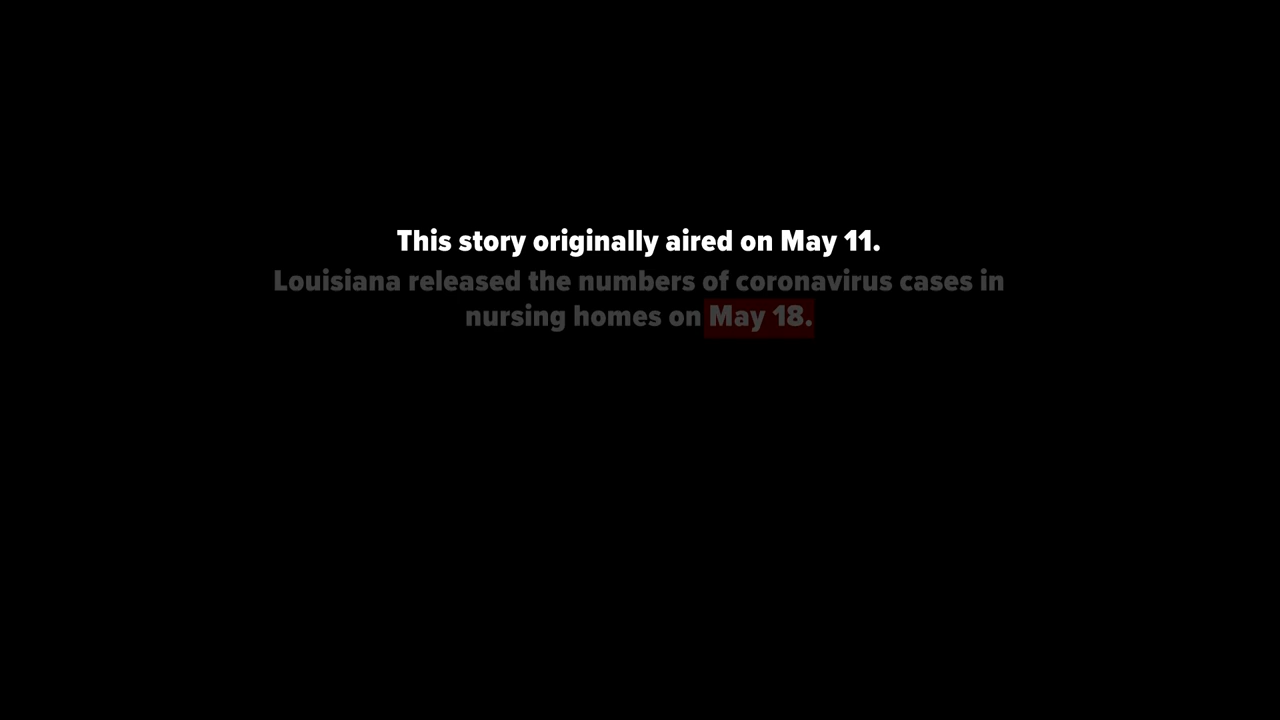 This story originally aired on May 11.
Louisiana released the numbers of coronavirus cases in
nursing homes on May 18.